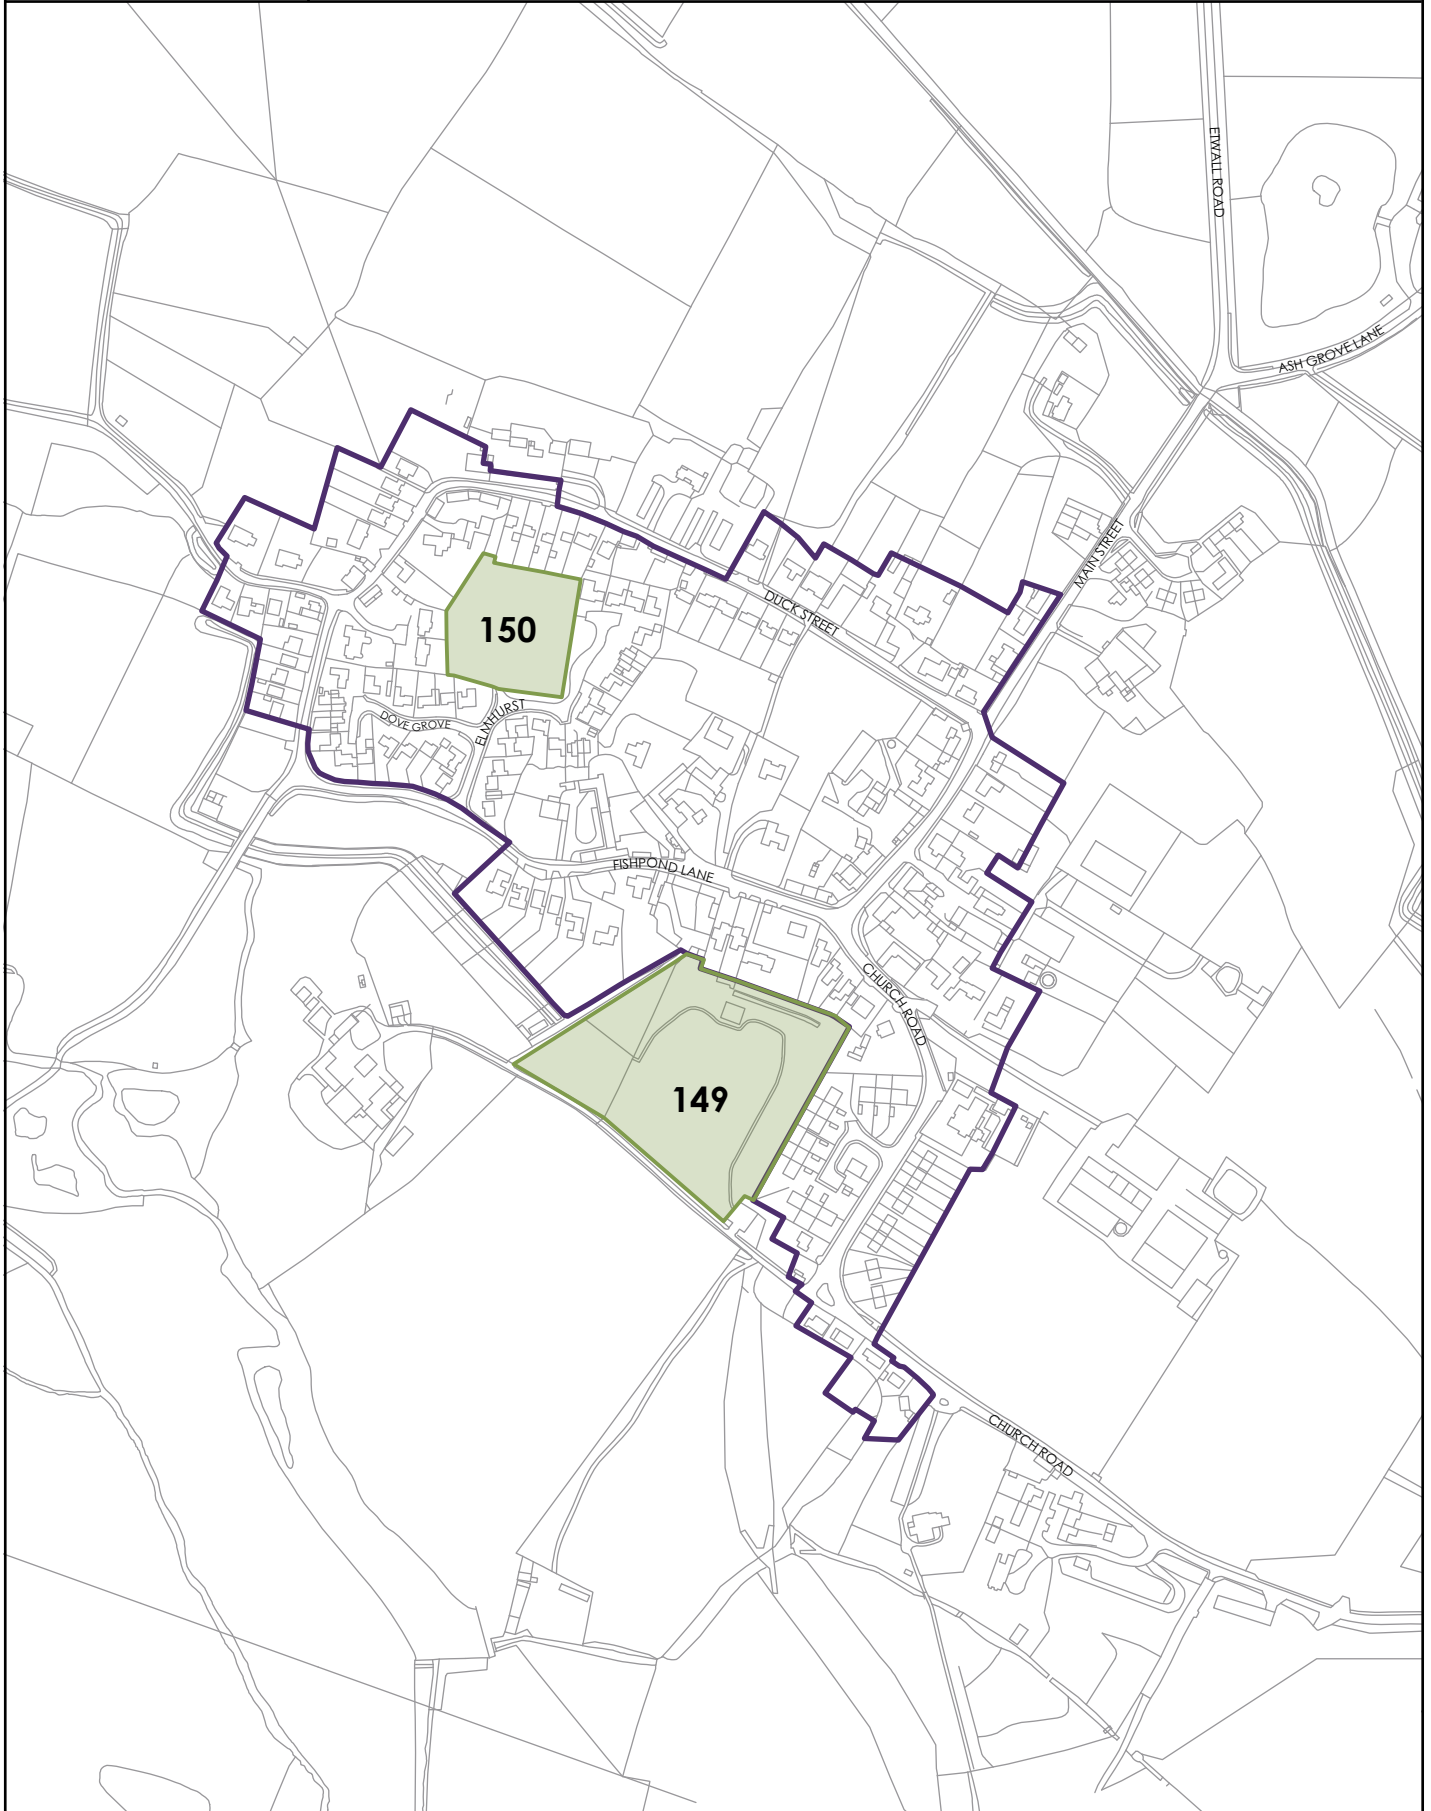 ETWALL ROAD
ASH GROVE LANE
MAIN STREET
DUCK STREET
150
DOVE GROVE
ELMHURST
FISHPOND LANE
CHURCH ROAD
149
CHURCH ROAD